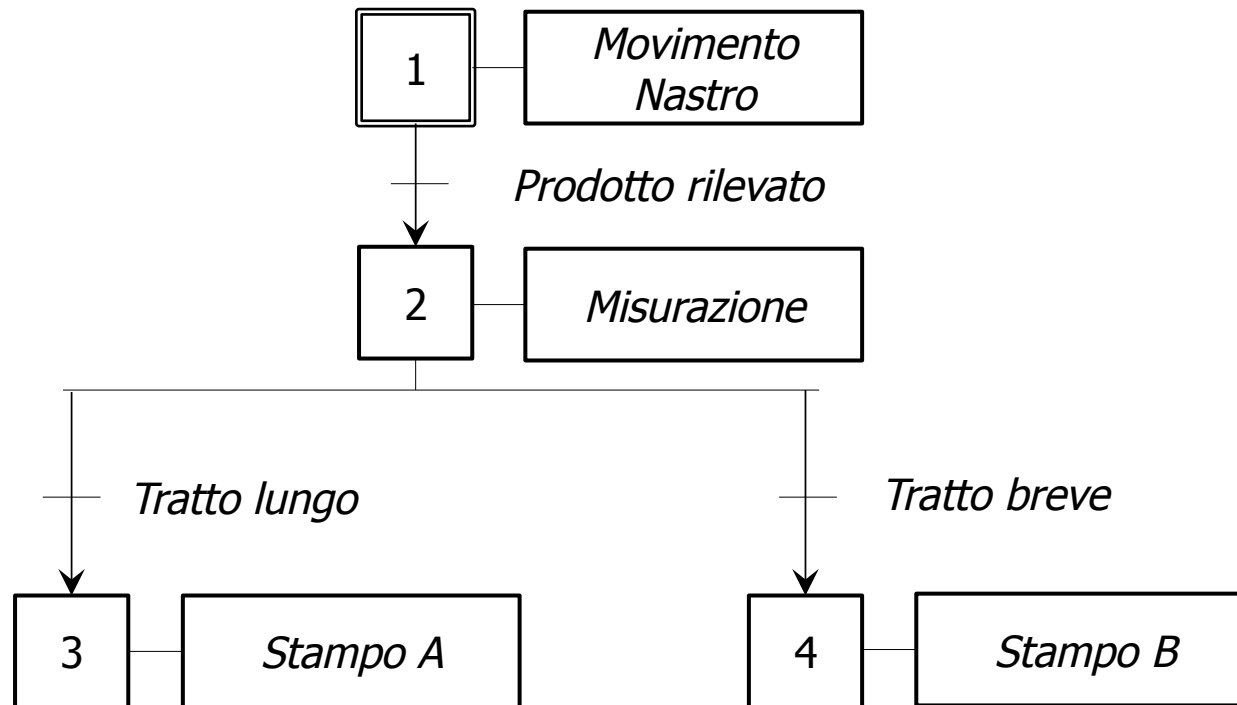 1
Movimento
Nastro
Prodotto rilevato
2
Misurazione
Tratto lungo
Tratto breve
3
Stampo A
4
Stampo B